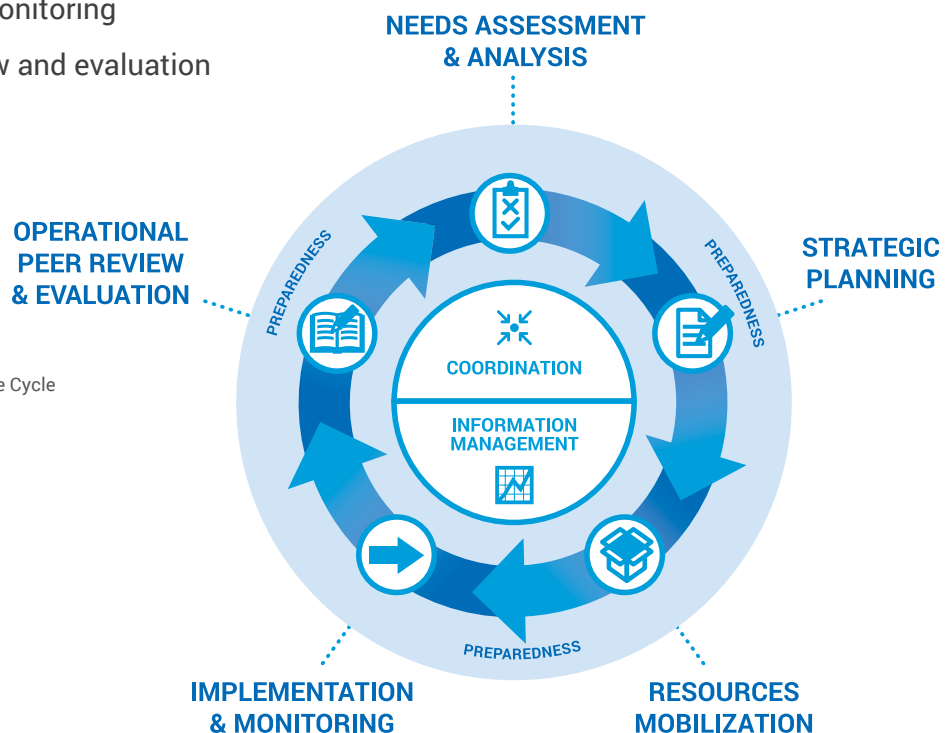 onitoring
w and evaluation
NEEDS ASSESSMENT
& ANALYSIS
OPERATIONAL
PEER REVIEW
& EVALUATION
PREPAREDNESS
PREPAREDNESS
STRATEGIC
PLANNING
COORDINATION
e Cycle
INFORMATION
MANAGEMENT
PREPAREDNESS
IMPLEMENTATION
& MONITORING
RESOURCES
MOBILIZATION